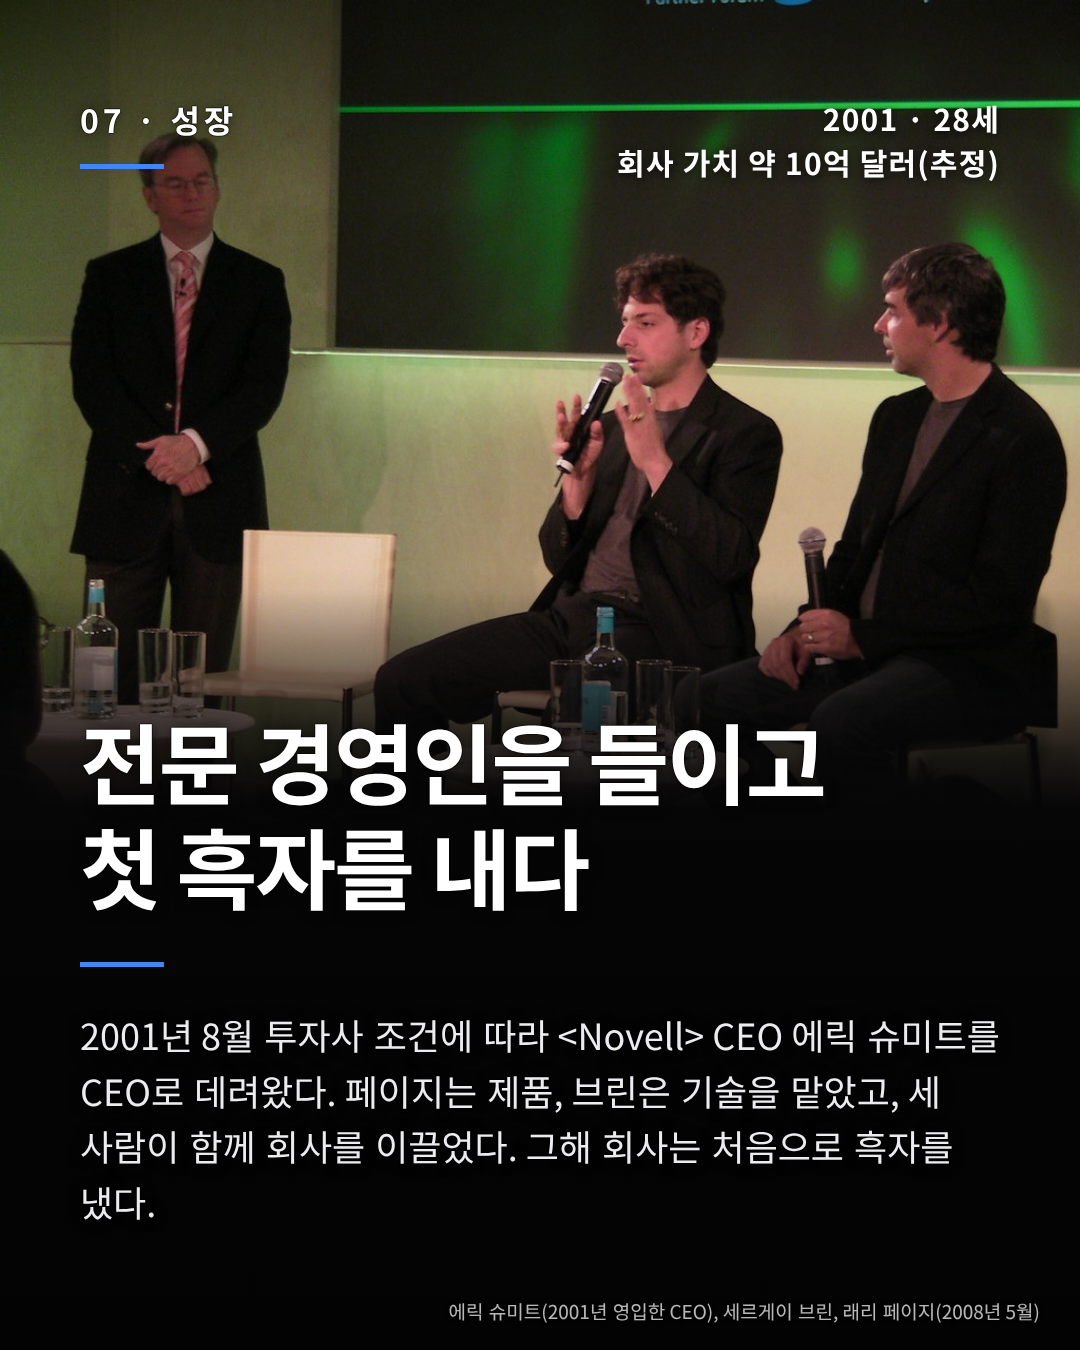 07 · 성장
2001 · 28세
회사 가치 약 10억 달러(추정)
전문 경영인을 들이고
첫 흑자를 내다
2001년 8월 투자사 조건에 따라 <Novell> CEO 에릭 슈미트를
CEO로 데려왔다. 페이지는 제품, 브린은 기술을 맡았고, 세
사람이 함께 회사를 이끌었다. 그해 회사는 처음으로 흑자를
냈다.
에릭 슈미트(2001년 영입한 CEO), 세르게이 브린, 래리 페이지(2008년 5월)